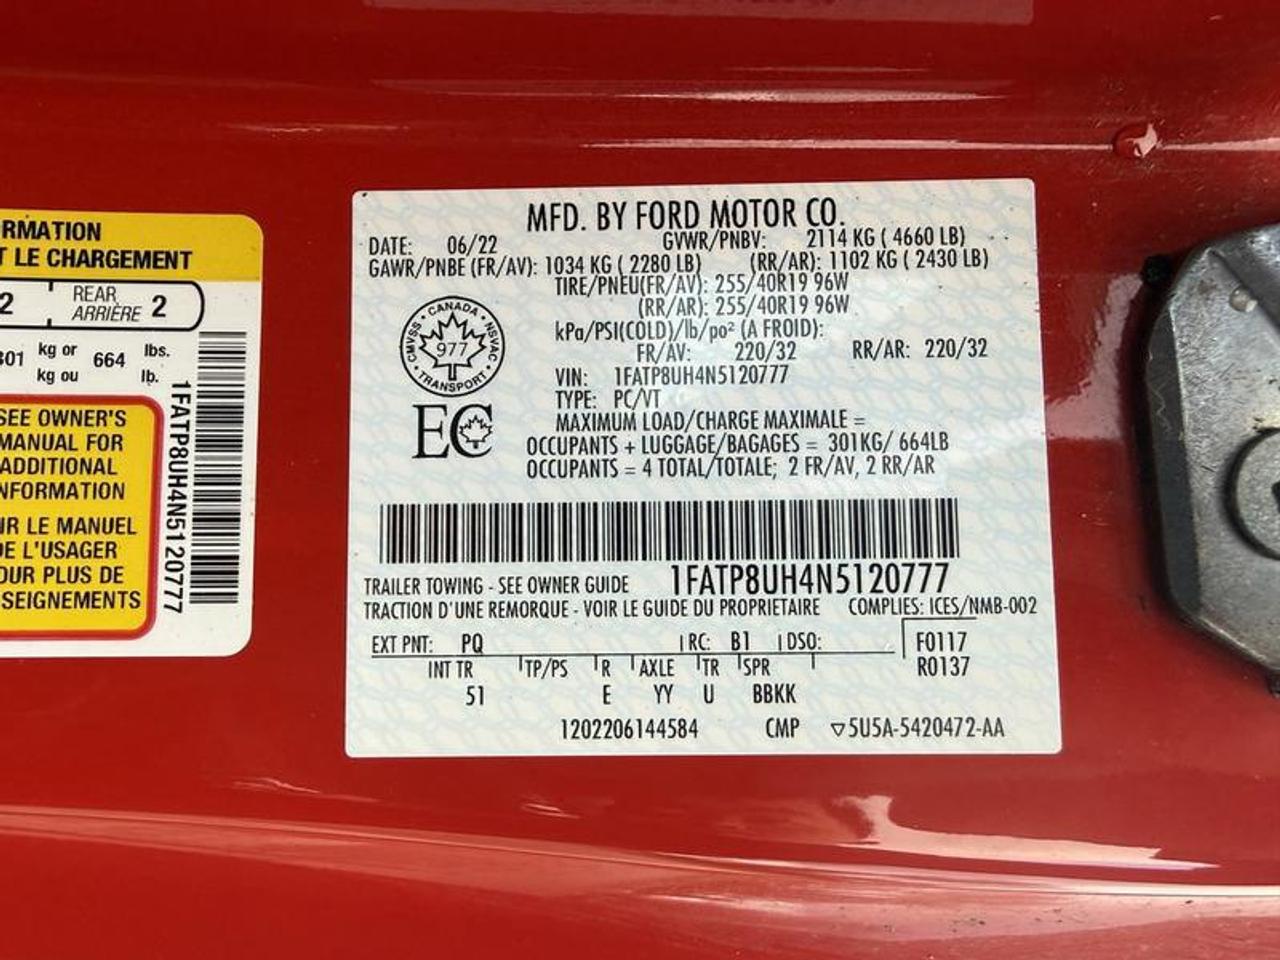 RMATION
T LE CHARGEMENT
2 REAR ARRIÈRE 2
301 kg or kg ou 664 lbs. lb.
SEE OWNER'S
MANUAL FOR
ADDITIONAL
NFORMATION
IR LE MANUEL
DE L'USAGER
OUR PLUS DE
SEIGNEMENTS
1FATP8UH4N5120777
MFD. BY FORD MOTOR CO.
DATE: 06/22 GVWR/PNBV: 2114 KG ( 4660 LB)
GAWR/PNBE (FR/AV): 1034 KG ( 2280 LB) (RR/AR): 1102 KG ( 2430 LB)
TIRE/PNEU(FR/AV): 255/40R19 96W
(RR/AR): 255/40R19 96W
kPa/PSI(COLD)/lb/po² (A FROID):
FR/AV: 220/32 RR/AR: 220/32
CANADA
CMVSS 977 NSVAC
TRANSPORT
EC
VIN: 1FATP8UH4N5120777
TYPE: PC/VT
MAXIMUM LOAD/CHARGE MAXIMALE =
OCCUPANTS + LUGGAGE/BAGAGES = 301KG/ 664LB
OCCUPANTS = 4 TOTAL/TOTALE; 2 FR/AV, 2 RR/AR
TRAILER TOWING - SEE OWNER GUIDE 1FATP8UH4N5120777
TRACTION D'UNE REMORQUE - VOIR LE GUIDE DU PROPRIETAIRE COMPLIES: ICES/NMB-002
EXT PNT: PQ RC: B1 DSO: F0117
INT TR TP/PS R AXLE TR SPR R0137
51 E YY U BBKK
1202206144584 CMP ▽5U5A-5420472-AA